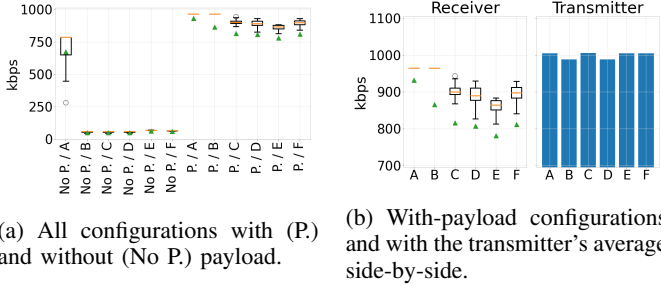 1000
750
500
250
0
kbps
No P. / A
No P. / B
No P. / C
No P. / D
No P. / E
No P. / F
P. / A
P. / B
P. / C
P. / D
P. / E
P. / F
(a) All configurations with (P.)
and without (No P.) payload.
Receiver
Transmitter
1100
1000
900
800
700
kbps
A B C D E F
A B C D E F
(b) With-payload configurations
and with the transmitter's average
side-by-side.